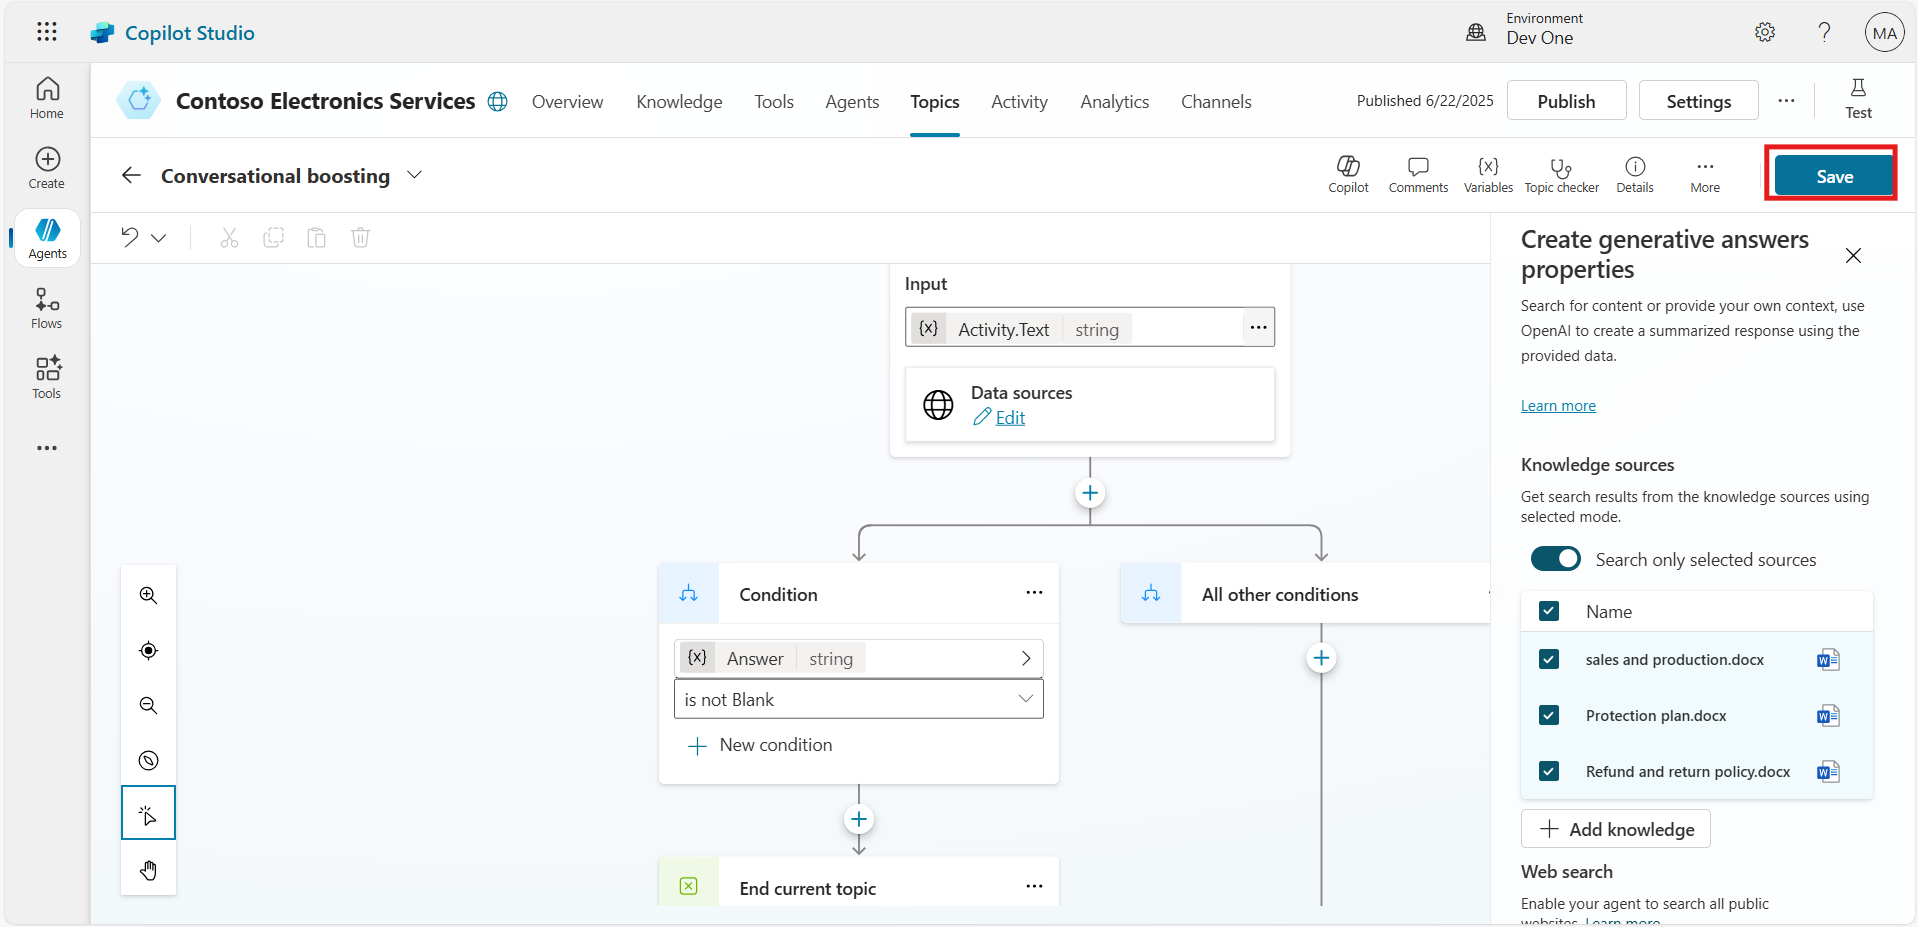 Copilot Studio
Environment
Dev One
MA
Home
Create
Agents
Flows
Tools
Contoso Electronics Services
Overview
Knowledge
Tools
Agents
Topics
Activity
Analytics
Channels
Published 6/22/2025
Publish
Settings
Test
Conversational boosting
Copilot
Comments
Variables
Topic checker
Details
More
Save
Input
{x} Activity.Text string
Data sources
Edit
Condition
{x} Answer string
is not Blank
New condition
End current topic
All other conditions
Create generative answers
properties
Search for content or provide your own context, use
OpenAI to create a summarized response using the
provided data.
Learn more
Knowledge sources
Get search results from the knowledge sources using
selected mode.
Search only selected sources
Name
sales and production.docx
Protection plan.docx
Refund and return policy.docx
Add knowledge
Web search
Enable your agent to search all public
websites. Learn more